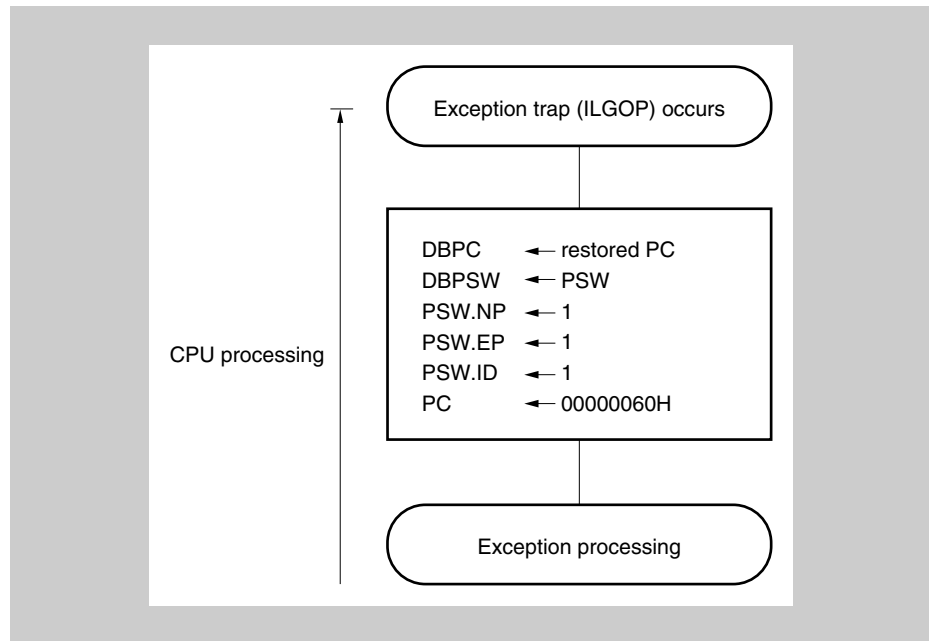 Exception trap (ILGOP) occurs
DBPC ← restored PC
DBPSW ← PSW
PSW.NP ← 1
PSW.EP ← 1
PSW.ID ← 1
PC ← 00000060H
CPU processing
Exception processing